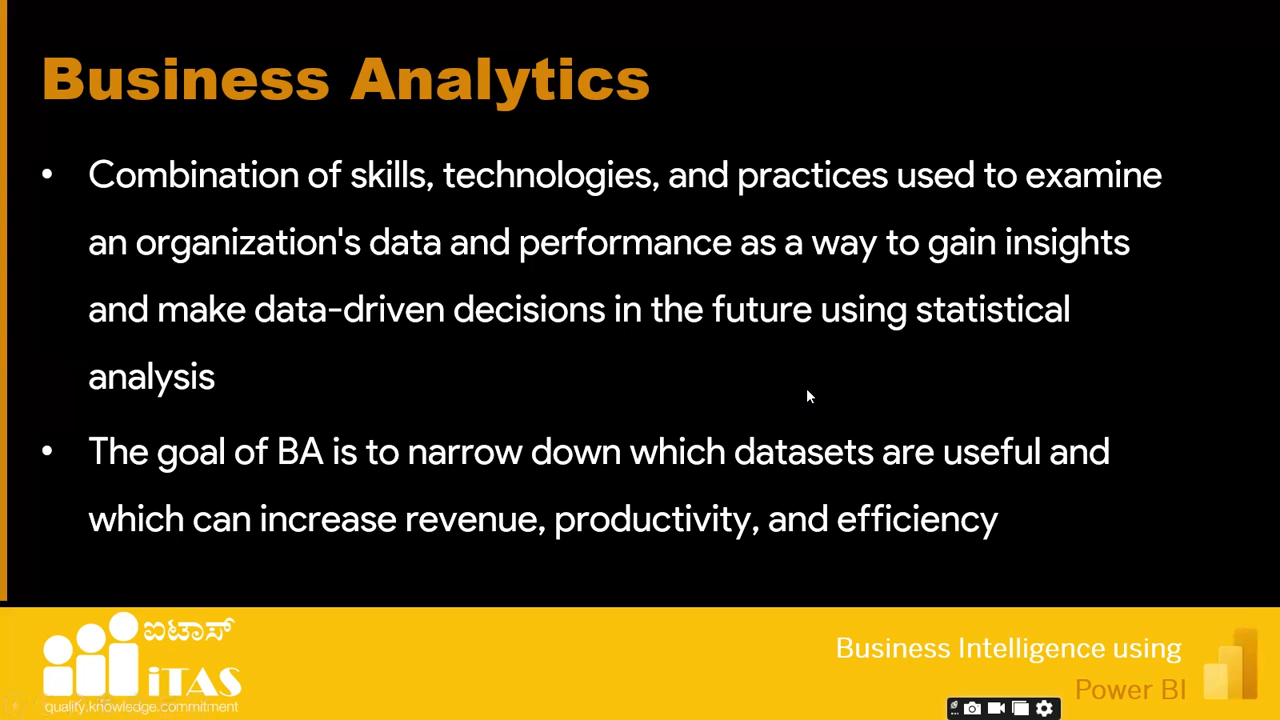 Business Analytics
• Combination of skills, technologies, and practices used to examine
an organization's data and performance as a way to gain insights
and make data-driven decisions in the future using statistical
analysis
• The goal of BA is to narrow down which datasets are useful and
which can increase revenue, productivity, and efficiency
ಐಟಾಸ್
iTAS
quality.knowledge.commitment
Business Intelligence using
Power BI